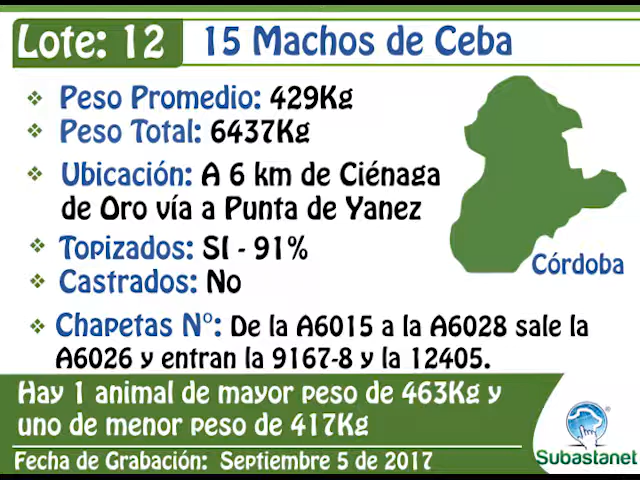 Lote: 12 15 Machos de Ceba
Peso Promedio: 429Kg
Peso Total: 6437Kg
Ubicación: A 6 km de Ciénaga
de Oro vía a Punta de Yanez
Topizados: SI - 91%
Castrados: No
Córdoba
Chapetas N°: De la A6015 a la A6028 sale la
A6026 y entran la 9167-8 y la 12405.
Hay 1 animal de mayor peso de 463Kg y
uno de menor peso de 417Kg
Fecha de Grabación: Septiembre 5 de 2017
Subastanet